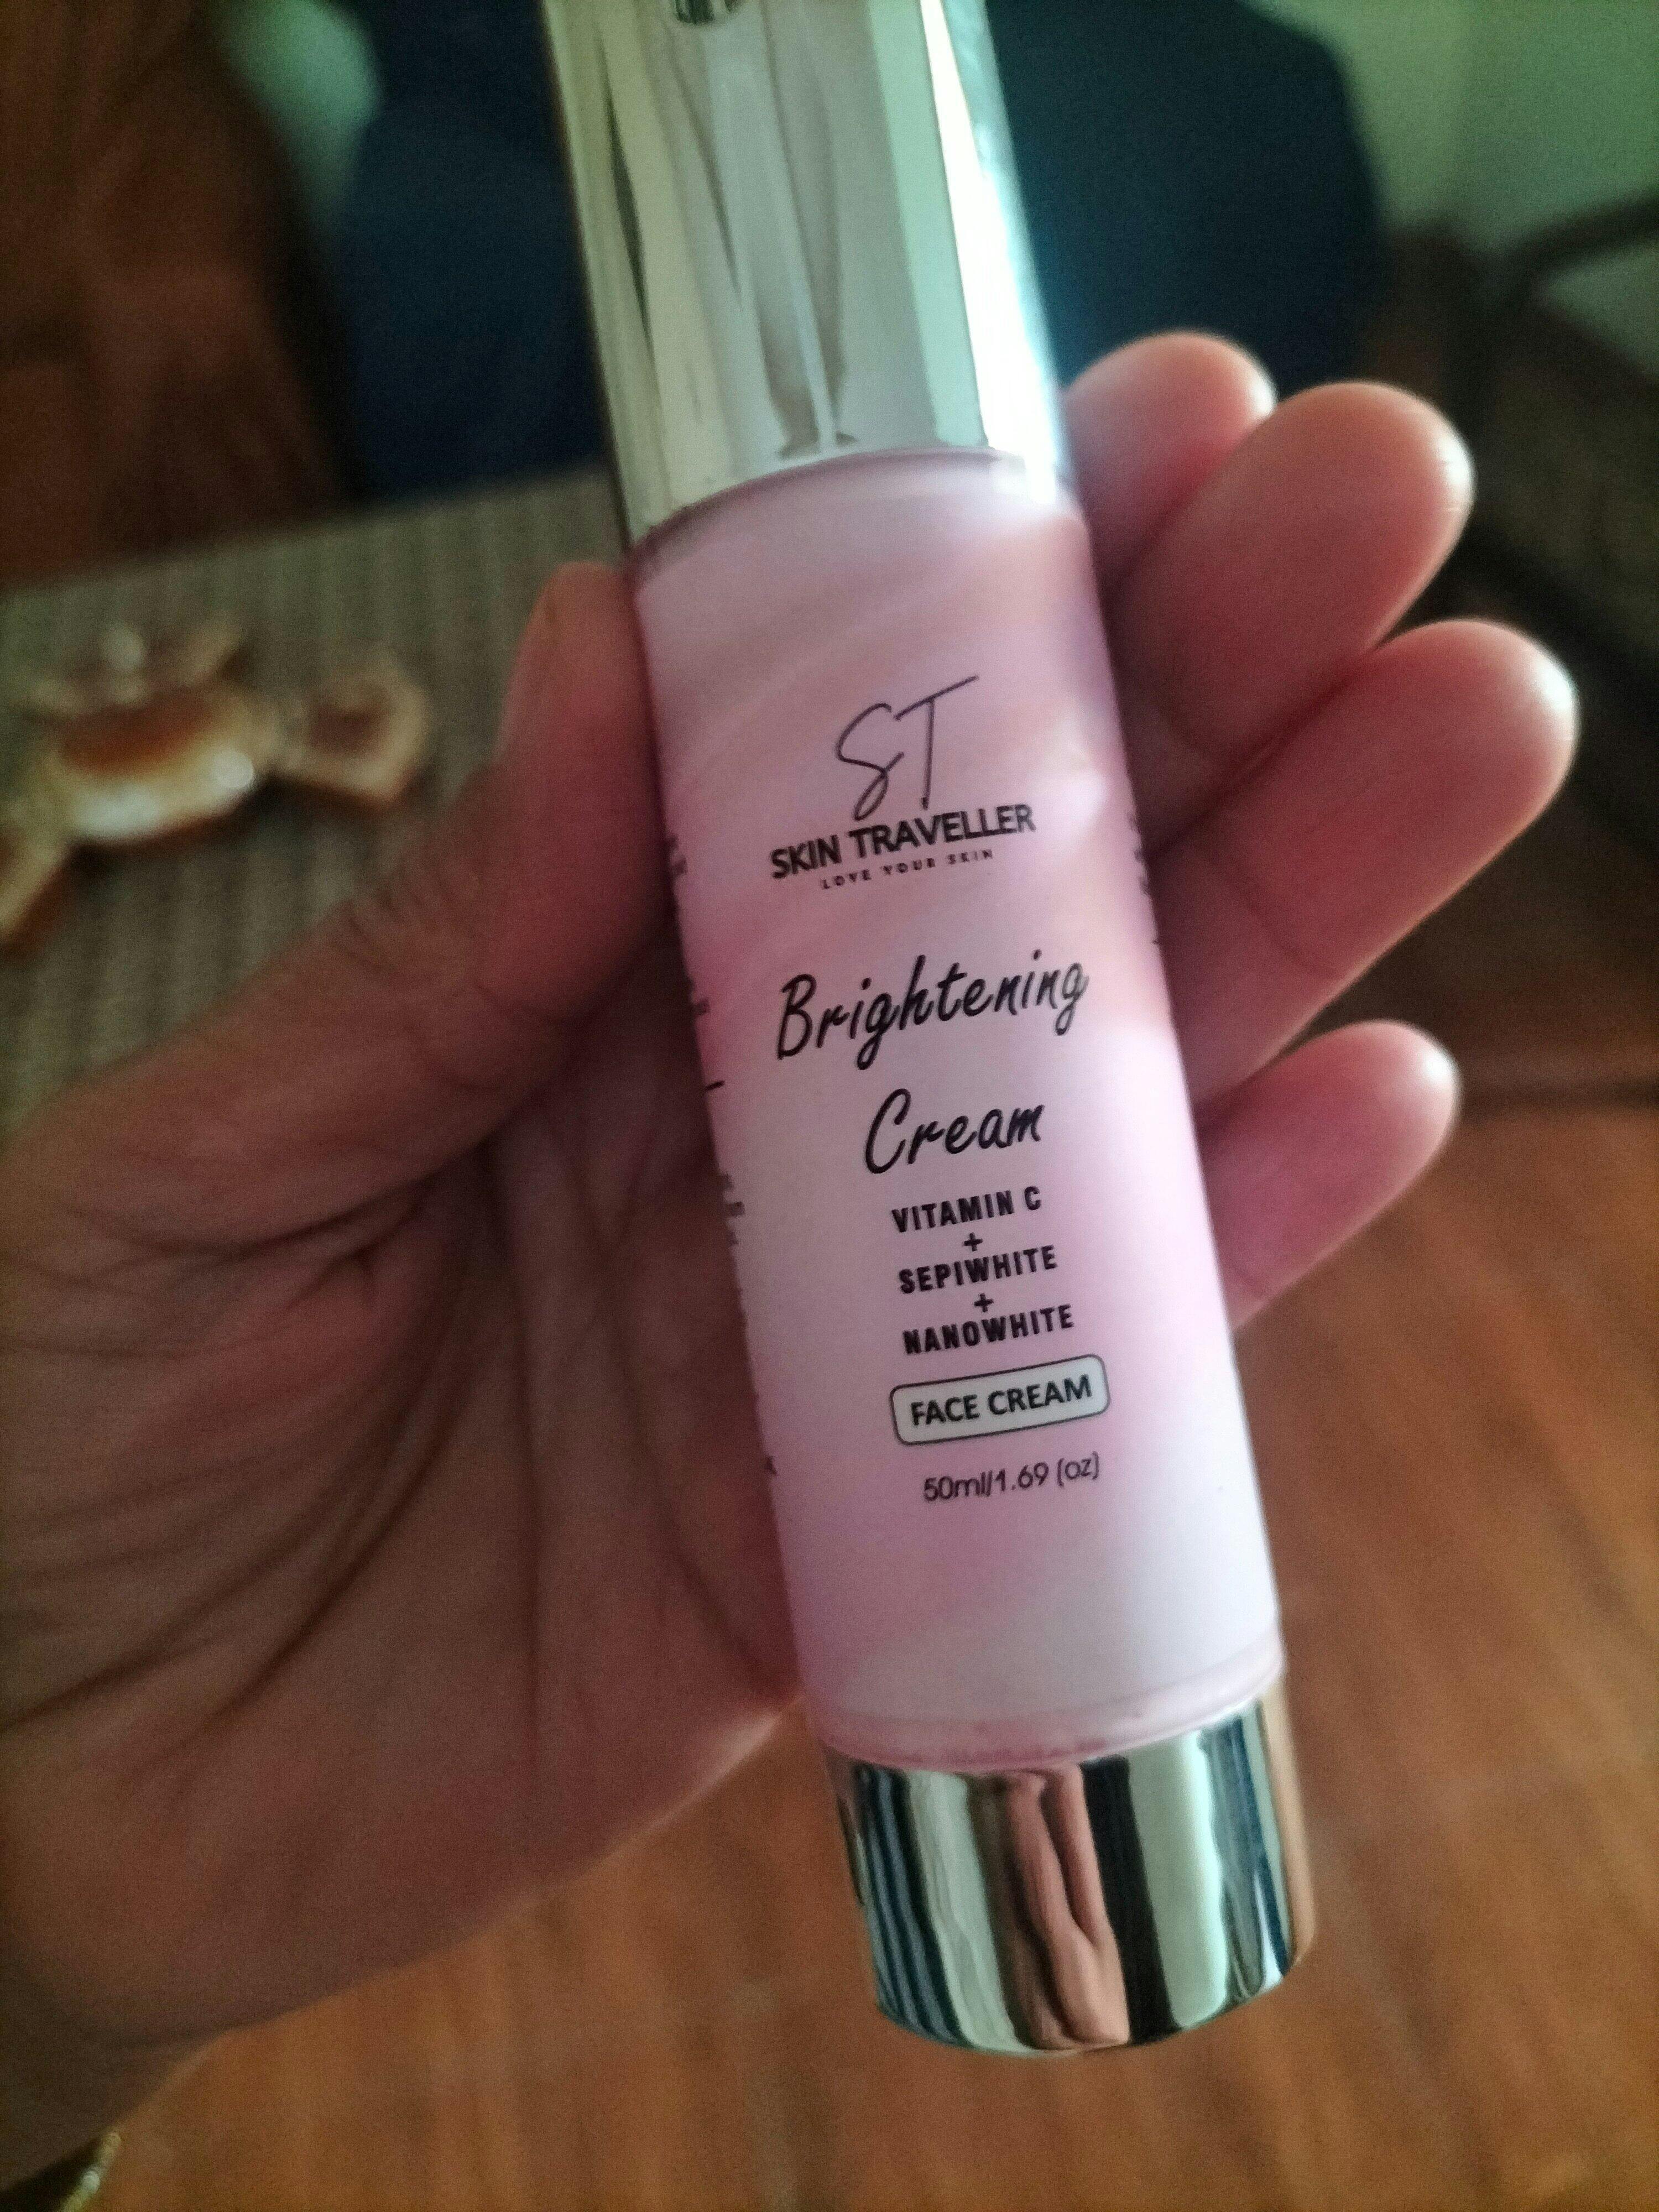 ST
SKIN TRAVELLER
LOVE YOUR SKIN
Brightening
Cream
VITAMIN C
+
SEPIWHITE
+
NANOWHITE
FACE CREAM
50ml/1.69 (oz)